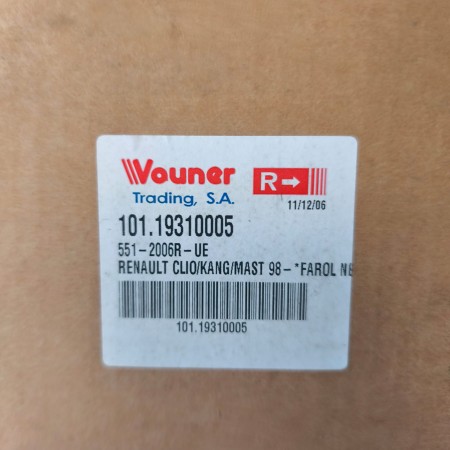 Vouner
Trading, S.A.
R
11/12/06
101.19310005
551-2006R-UE
RENAULT CLIO/KANG/MAST 98- *FAROL
101.19310005